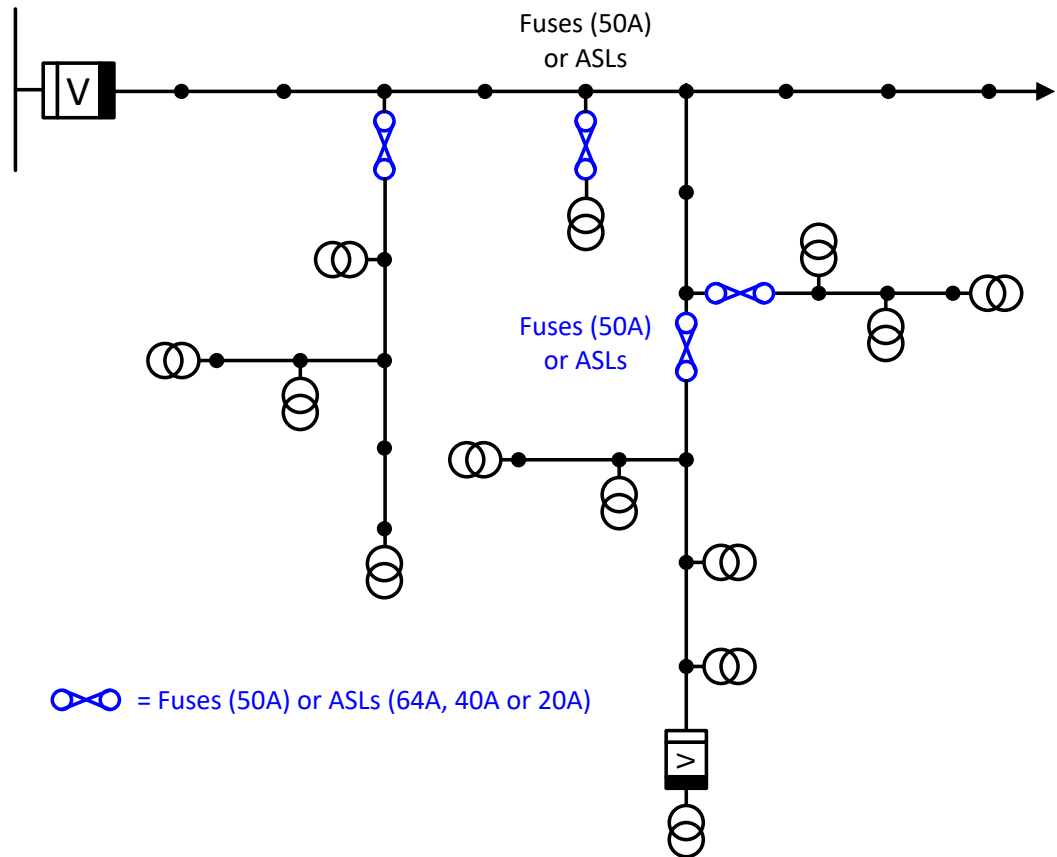 Fuses (50A)
or ASLs
V
Fuses (50A)
or ASLs
= Fuses (50A) or ASLs (64A, 40A or 20A)
V